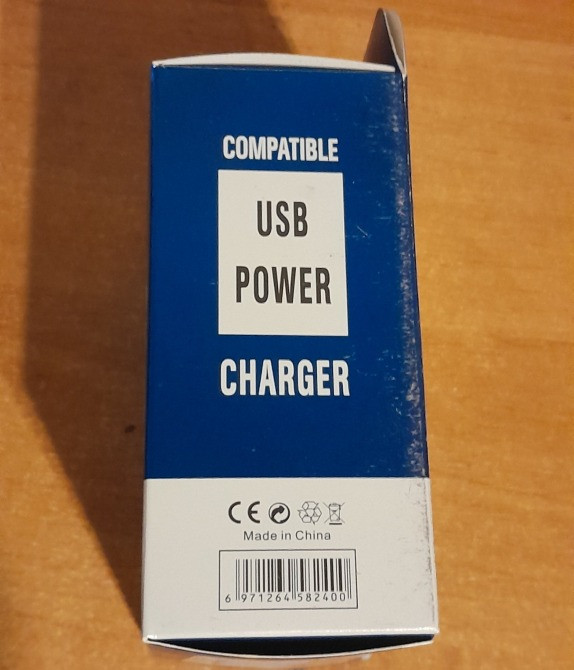 COMPATIBLE
USB
POWER
CHARGER
CE
Made in China
6 971264 582400